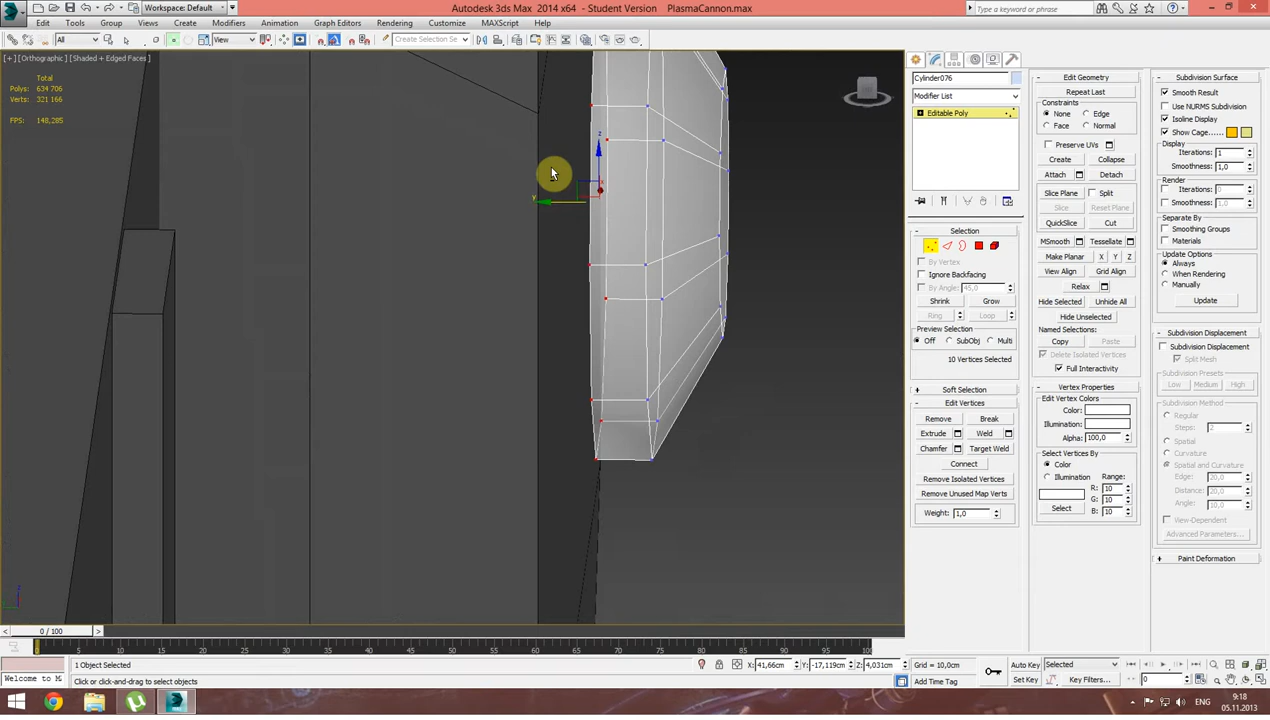 Workspace: Default
Autodesk 3ds Max 2014 x64 - Student Version PlasmaCannon.max
Type a keyword or phrase
Edit Tools Group Views Create Modifiers Animation Graph Editors Rendering Customize MAXScript Help
All View Create Selection Se
[+] [Orthographic] [Shaded + Edged Faces]
Total
Polys: 634 706
Verts: 321 166
FPS: 148,285
z
y
x
z
Cylinder076
Modifier List
Editable Poly
Selection
By Vertex
Ignore Backfacing
By Angle: 45,0
Shrink Grow
Ring Loop
Preview Selection
Off SubObj Multi
10 Vertices Selected
Soft Selection
Edit Vertices
Remove Break
Extrude Weld
Chamfer Target Weld
Connect
Remove Isolated Vertices
Remove Unused Map Verts
Weight: 1,0
Edit Geometry
Repeat Last
Constraints
None Edge
Face Normal
Preserve UVs
Create Collapse
Attach Detach
Slice Plane Split
Slice Reset Plane
QuickSlice Cut
MSmooth Tessellate
Make Planar X Y Z
View Align Grid Align
Relax
Hide Selected Unhide All
Hide Unselected
Named Selections:
Copy Paste
Delete Isolated Vertices
Full Interactivity
Vertex Properties
Edit Vertex Colors
Color:
Illumination:
Alpha: 100,0
Select Vertices By
Color
Illumination
Range:
R: 10
G: 10
B: 10
Select
Subdivision Surface
Smooth Result
Use NURMS Subdivision
Isoline Display
Show Cage......
Display
Iterations: 1
Smoothness: 1,0
Render
Iterations: 0
Smoothness: 1,0
Separate By
Smoothing Groups
Materials
Update Options
Always
When Rendering
Manually
Update
Subdivision Displacement
Subdivision Displacement
Split Mesh
Subdivision Presets
Low Medium High
Subdivision Method
Regular
Steps: 2
Spatial
Curvature
Spatial and Curvature
Edge: 20,0
Distance: 20,0
Angle: 10,0
View-Dependent
Advanced Parameters...
Paint Deformation
0 / 100
0 5 10 15 20 25 30 35 40 45 50 55 60 65 70 75 80 85 90 95 100
1 Object Selected
X: 41,66cm Y: -17,119cm Z: 4,031cm Grid = 10,0cm
Auto Key Selected
Welcome to M
Click or click-and-drag to select objects
Add Time Tag
Set Key Key Filters... 0
ENG
9:18
05.11.2013